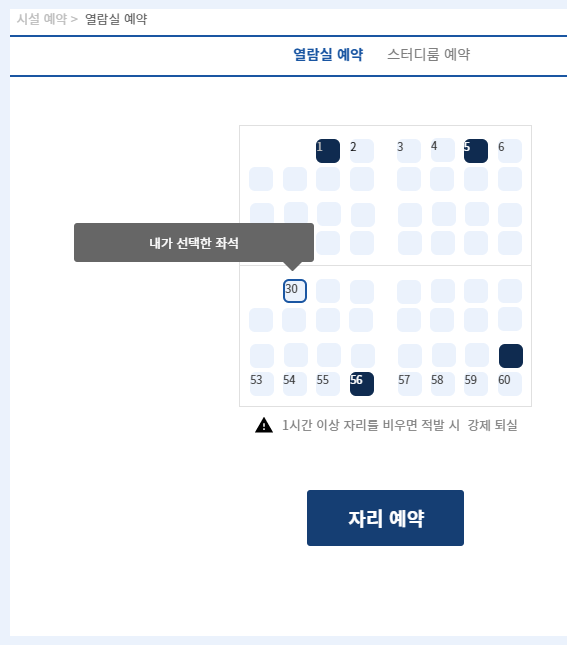 시설 예약 > 열람실 예약
열람실 예약 스터디룸 예약
1 2 3 4 5 6
내가 선택한 좌석
30
53 54 55 56 57 58 59 60
1시간 이상 자리를 비우면 적발 시 강제 퇴실
자리 예약